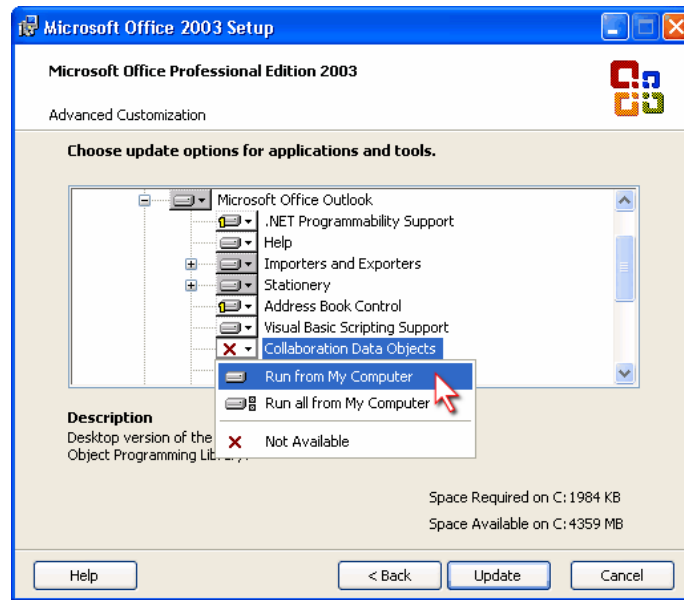 Microsoft Office 2003 Setup
Microsoft Office Professional Edition 2003
Advanced Customization
Choose update options for applications and tools.
Microsoft Office Outlook
.NET Programmability Support
Help
Importers and Exporters
Stationery
Address Book Control
Visual Basic Scripting Support
Collaboration Data Objects
Run from My Computer
Run all from My Computer
Not Available
Description
Desktop version of the
Object Programming
Space Required on C: 1984 KB
Space Available on C: 4359 MB
Help
< Back
Update
Cancel